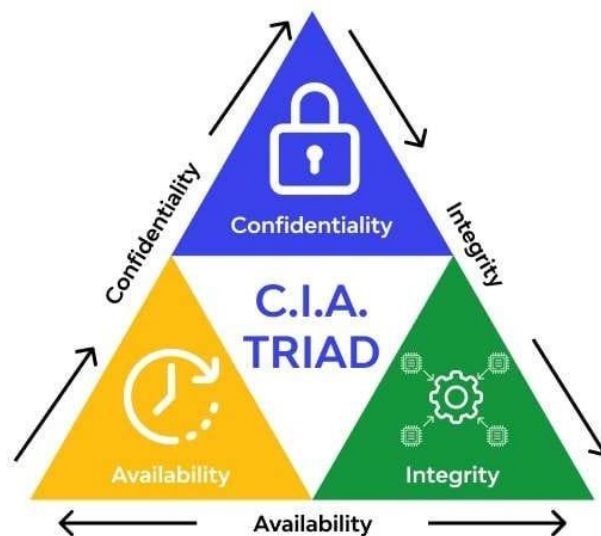 Confidentiality
Confidentiality
Integrity
C.I.A.
TRIAD
Availability
Integrity
Availability